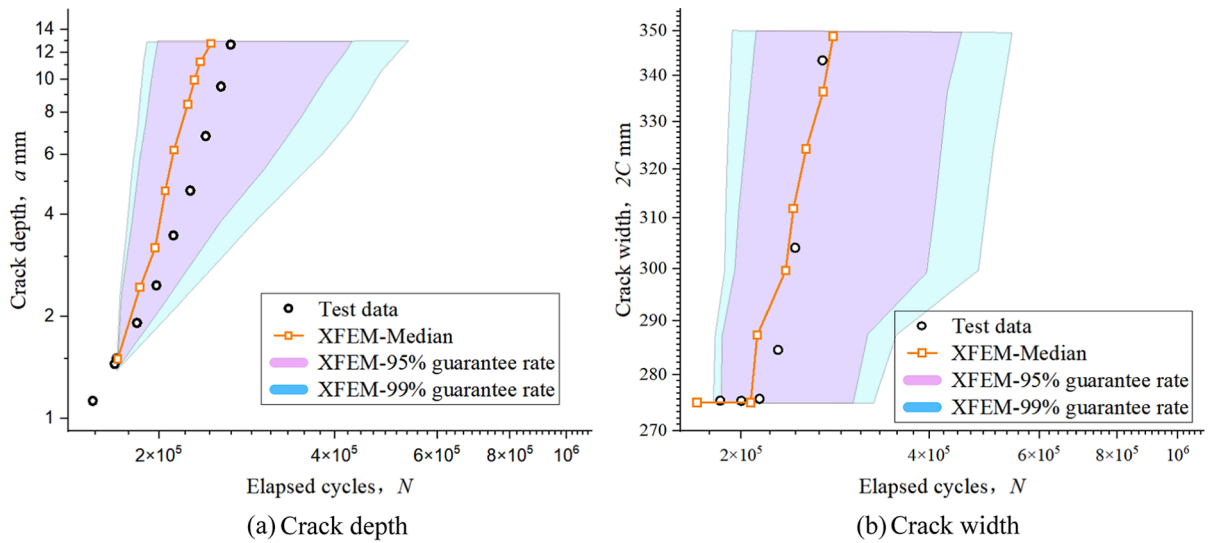 14
12
10
8
6
4
2
1
Crack depth, a mm
Test data
XFEM-Median
XFEM-95% guarantee rate
XFEM-99% guarantee rate
2×10⁵
4×10⁵
6×10⁵
8×10⁵
10⁶
Elapsed cycles, N
(a) Crack depth
350
340
330
320
310
300
290
280
270
Crack width, 2C mm
Test data
XFEM-Median
XFEM-95% guarantee rate
XFEM-99% guarantee rate
2×10⁵
4×10⁵
6×10⁵
8×10⁵
10⁶
Elapsed cycles, N
(b) Crack width